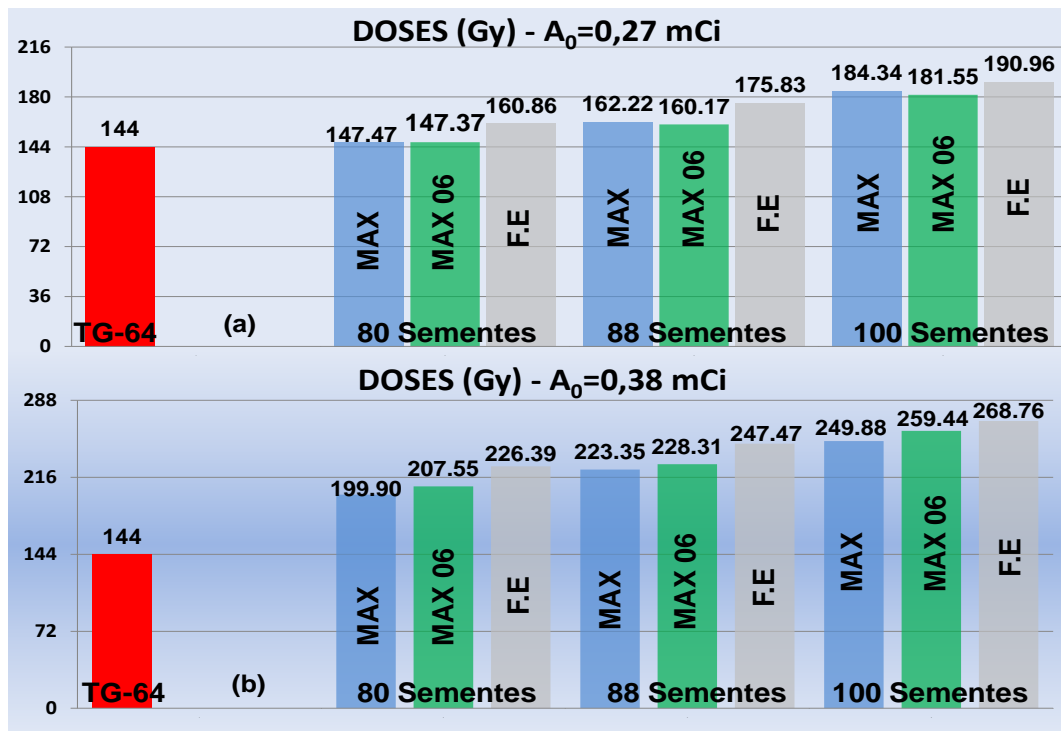 DOSES (Gy) - A₀=0,27 mCi
216
180
144
108
72
36
0
144
147.47
147.37
160.86
162.22
160.17
175.83
184.34
181.55
190.96
MAX
MAX 06
F.E
MAX
MAX 06
F.E
MAX
MAX 06
F.E
TG-64
(a)
80 Sementes
88 Sementes
100 Sementes
DOSES (Gy) - A₀=0,38 mCi
288
216
144
72
0
144
199.90
207.55
226.39
223.35
228.31
247.47
249.88
259.44
268.76
MAX
MAX 06
F.E
MAX
MAX 06
F.E
MAX
MAX 06
F.E
TG-64
(b)
80 Sementes
88 Sementes
100 Sementes